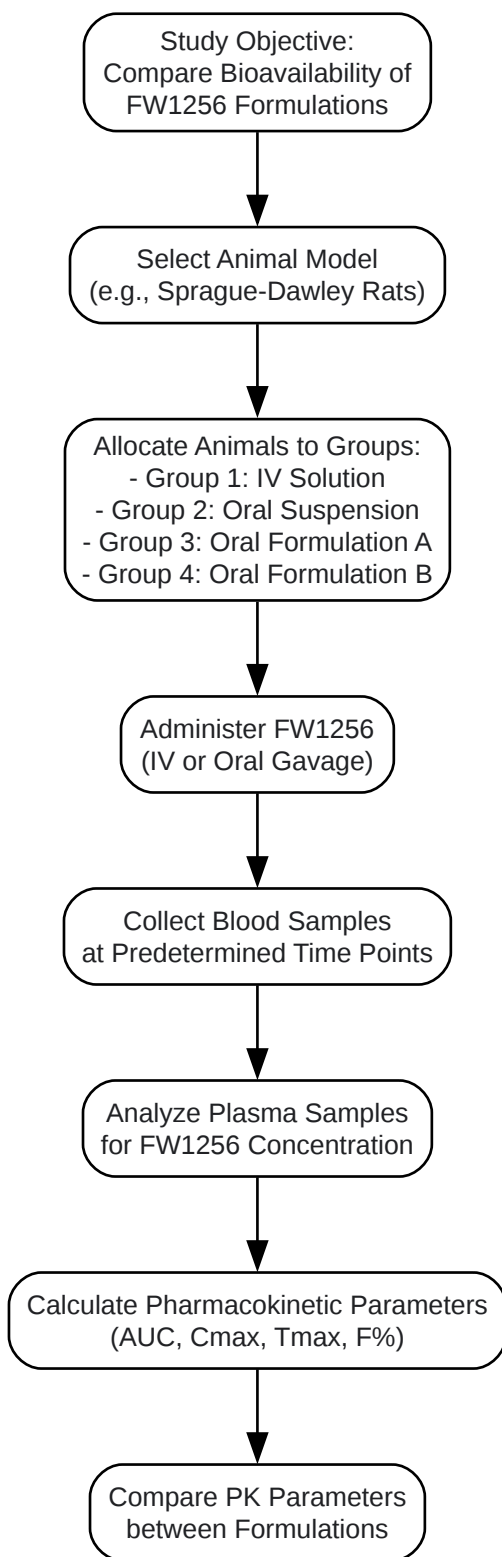 Study Objective:
Compare Bioavailability of
FW1256 Formulations
Select Animal Model
(e.g., Sprague-Dawley Rats)
Allocate Animals to Groups:
- Group 1: IV Solution
- Group 2: Oral Suspension
- Group 3: Oral Formulation A
- Group 4: Oral Formulation B
Administer FW1256
(IV or Oral Gavage)
Collect Blood Samples
at Predetermined Time Points
Analyze Plasma Samples
for FW1256 Concentration
Calculate Pharmacokinetic Parameters
(AUC, Cmax, Tmax, F%)
Compare PK Parameters
between Formulations